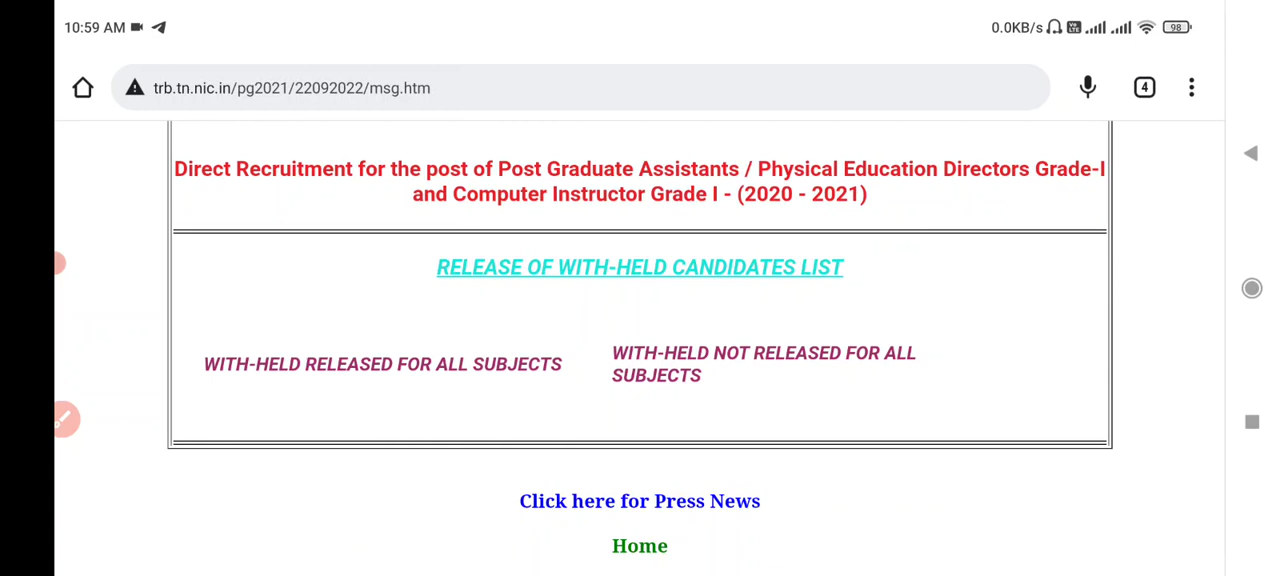 10:59 AM
0.0KB/s
Vo LTE
98
trb.tn.nic.in/pg2021/22092022/msg.htm
4
Direct Recruitment for the post of Post Graduate Assistants / Physical Education Directors Grade-I
and Computer Instructor Grade I - (2020 - 2021)
RELEASE OF WITH-HELD CANDIDATES LIST
WITH-HELD RELEASED FOR ALL SUBJECTS
WITH-HELD NOT RELEASED FOR ALL
SUBJECTS
Click here for Press News
Home